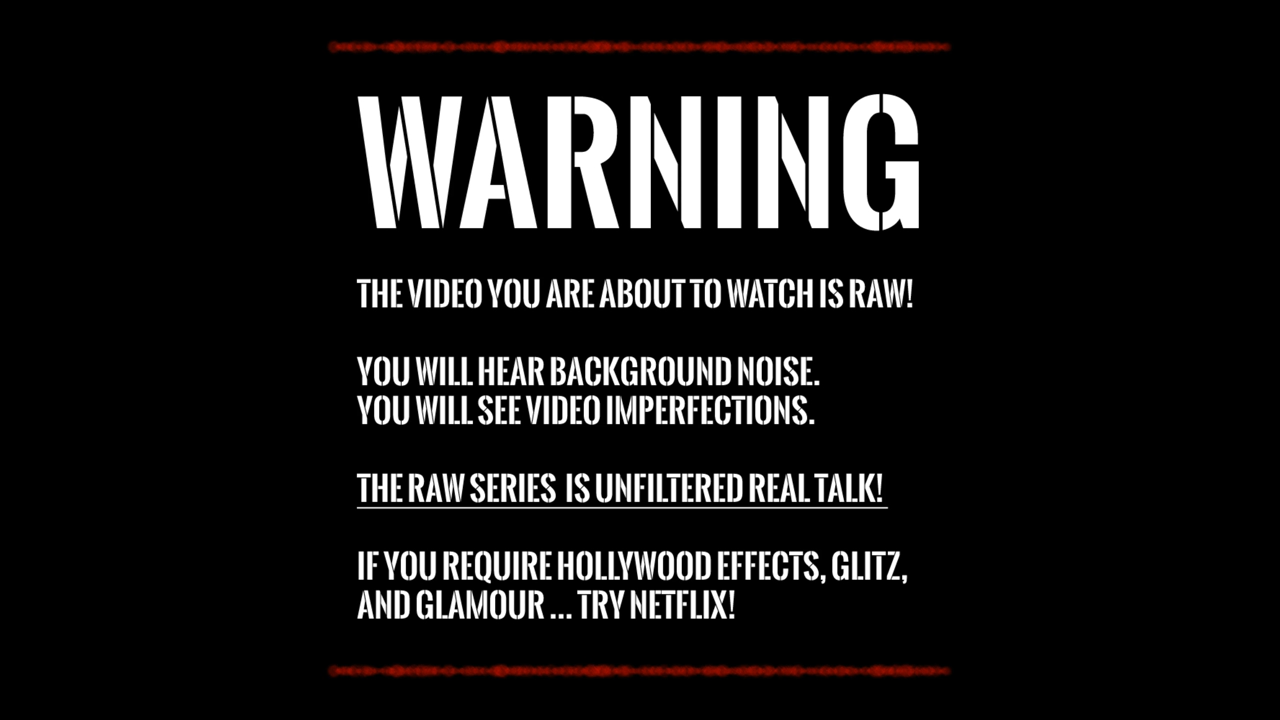 WARNING
THE VIDEO YOU ARE ABOUT TO WATCH IS RAW!
YOU WILL HEAR BACKGROUND NOISE.
YOU WILL SEE VIDEO IMPERFECTIONS.
THE RAW SERIES IS UNFILTERED REAL TALK!
IF YOU REQUIRE HOLLYWOOD EFFECTS, GLITZ,
AND GLAMOUR ... TRY NETFLIX!